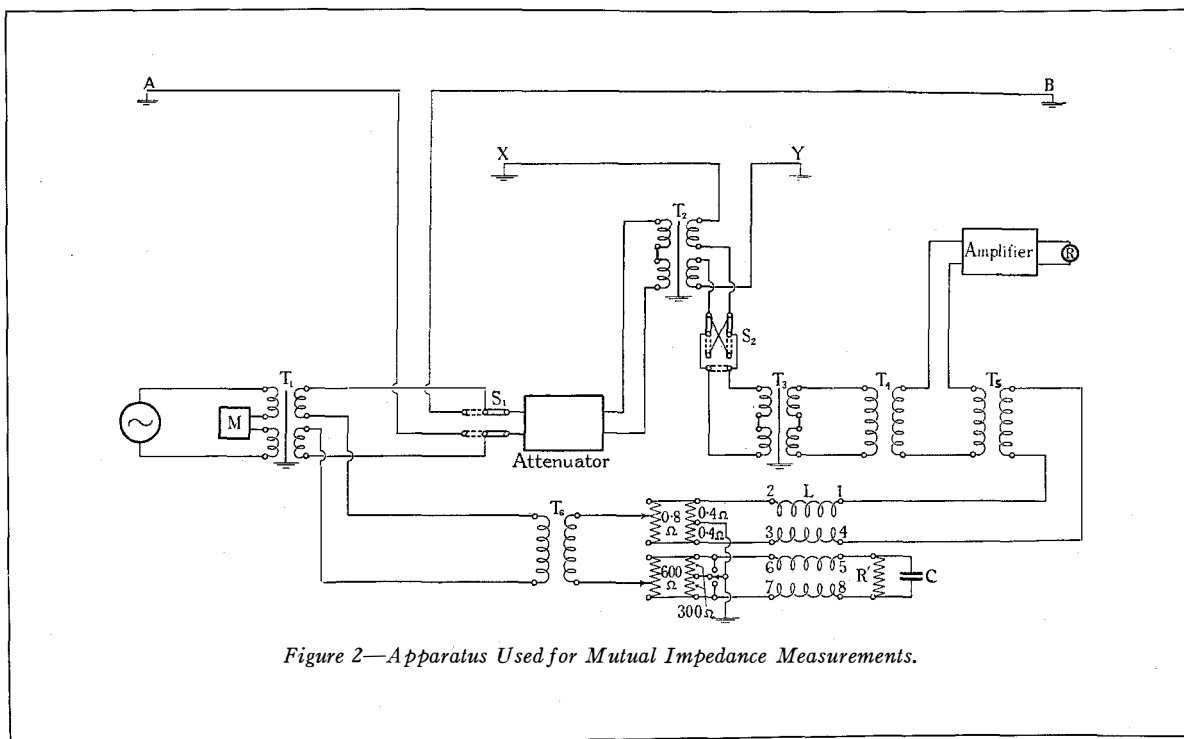 A
B
X
Y
T₂
Amplifier
R
S₂
T₁
M
S₁
Attenuator
T₃
T₄
T₅
T₆
2 L 1
0·8 Ω
0·4Ω
0·4Ω
3 4
600 Ω
300 Ω
6 5
7 8
R'
C
Figure 2—Apparatus Used for Mutual Impedance Measurements.